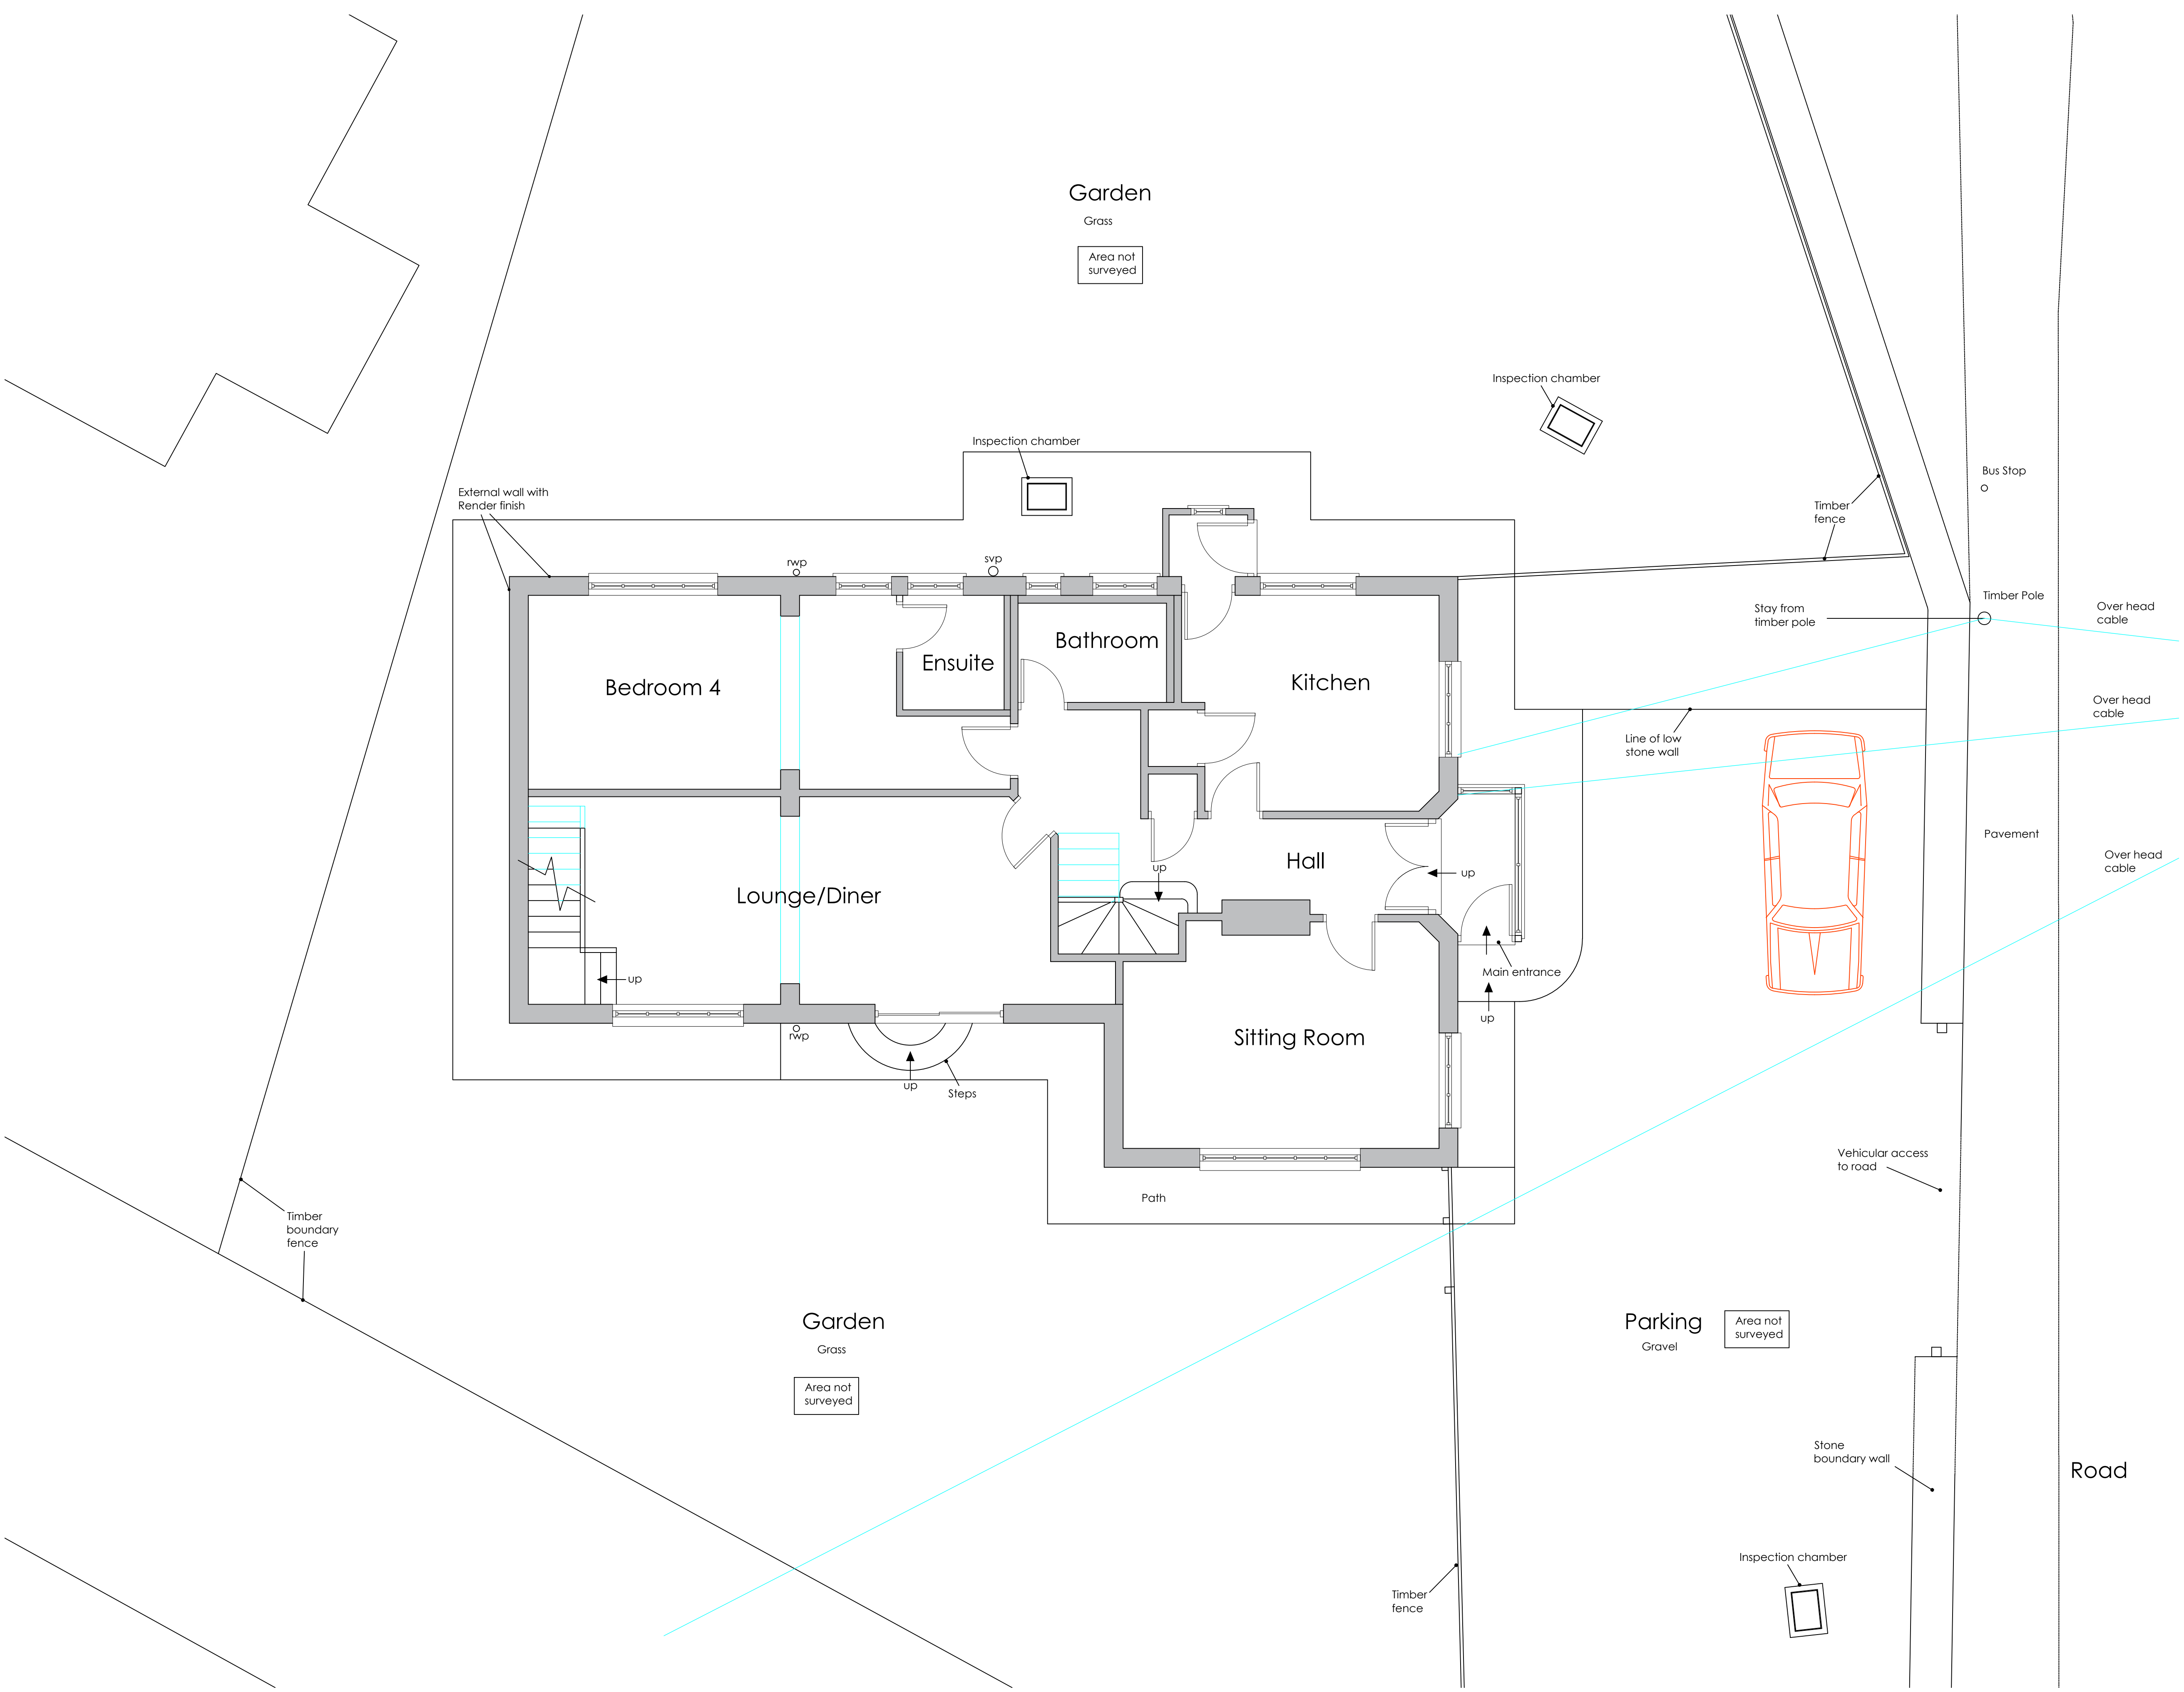 Garden
Grass
Area not
surveyed
Inspection chamber
Inspection chamber
Bus Stop
External wall with
Render finish
Timber
fence
rwp
svp
Timber Pole
Stay from
timber pole
Over head
cable
Bathroom
Ensuite
Bedroom 4
Kitchen
Over head
cable
Line of low
stone wall
Pavement
Over head
cable
Hall
up
up
Lounge/Diner
up
Main entrance
up
rwp
Sitting Room
up
Steps
Vehicular access
to road
Path
Timber
boundary
fence
Garden
Grass
Area not
surveyed
Parking
Gravel
Area not
surveyed
Stone
boundary wall
Road
Inspection chamber
Timber
fence